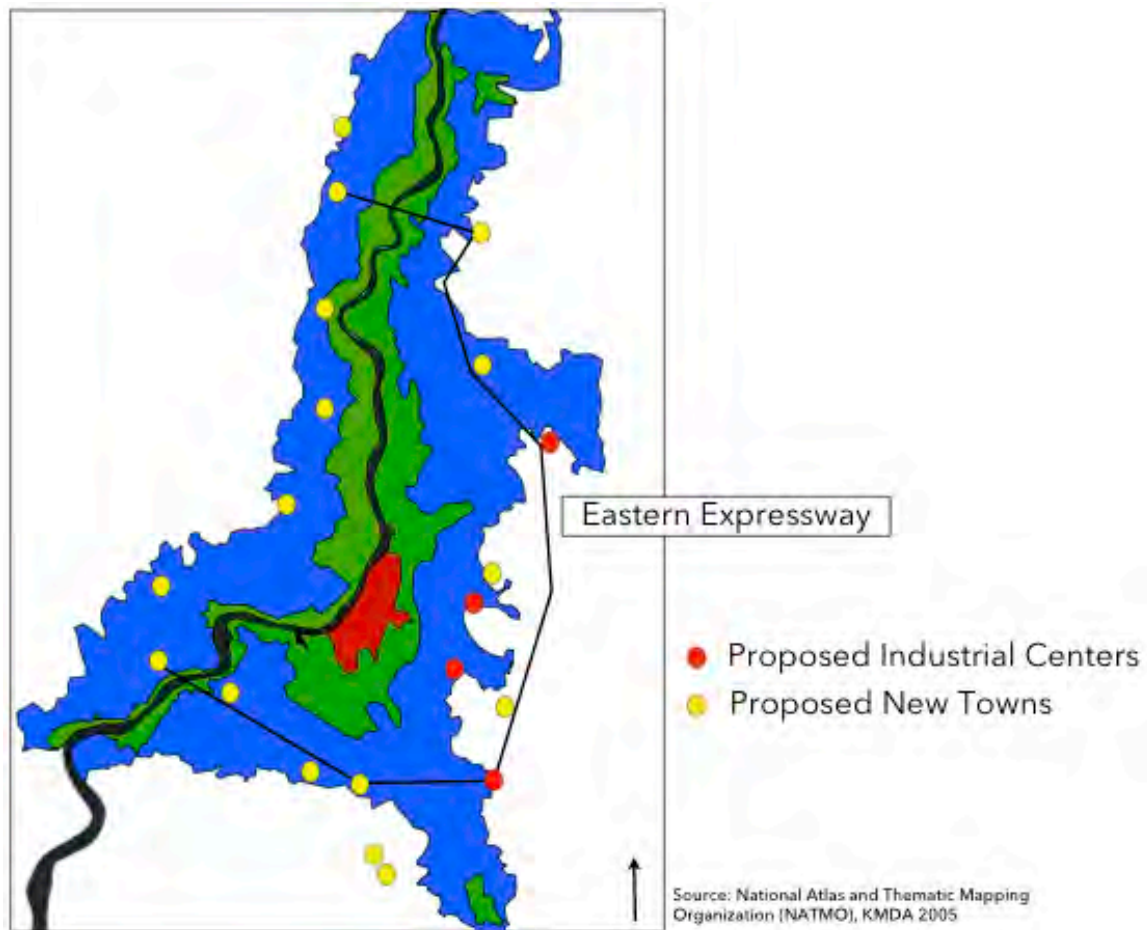 Eastern Expressway
Proposed Industrial Centers
Proposed New Towns
Source: National Atlas and Thematic Mapping
Organization (NATMO), KMDA 2005